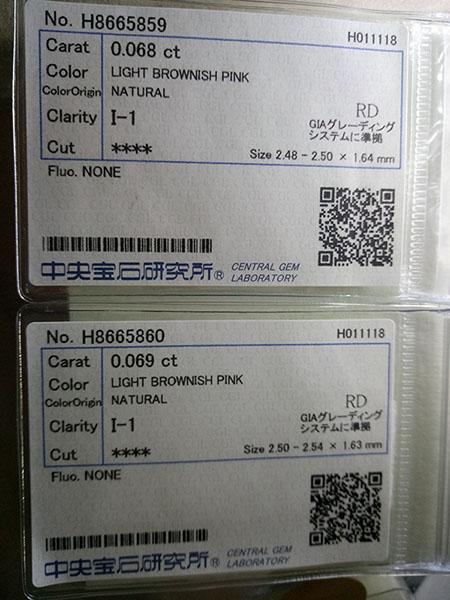 No. H8665859
H011118
Carat 0.068 ct
Color LIGHT BROWNISH PINK
ColorOrigin NATURAL
Clarity I-1
RD
GIAグレーディング
システムに準拠
Cut ****
Size 2.48 - 2.50 × 1.64 mm
Fluo. NONE
中央宝石研究所® CENTRAL GEM
LABORATORY
No. H8665860
H011118
Carat 0.069 ct
Color LIGHT BROWNISH PINK
ColorOrigin NATURAL
Clarity I-1
RD
GIAグレーディング
システムに準拠
Cut ****
Size 2.50 - 2.54 × 1.63 mm
Fluo. NONE
中央宝石研究所® CENTRAL GEM
LABORATORY